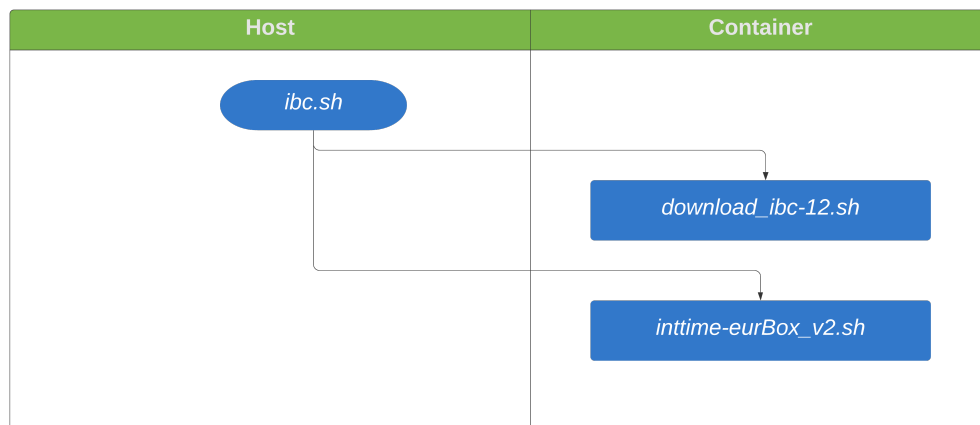 Host
Container
ibc.sh
download_ibc-12.sh
inttime-eurBox_v2.sh